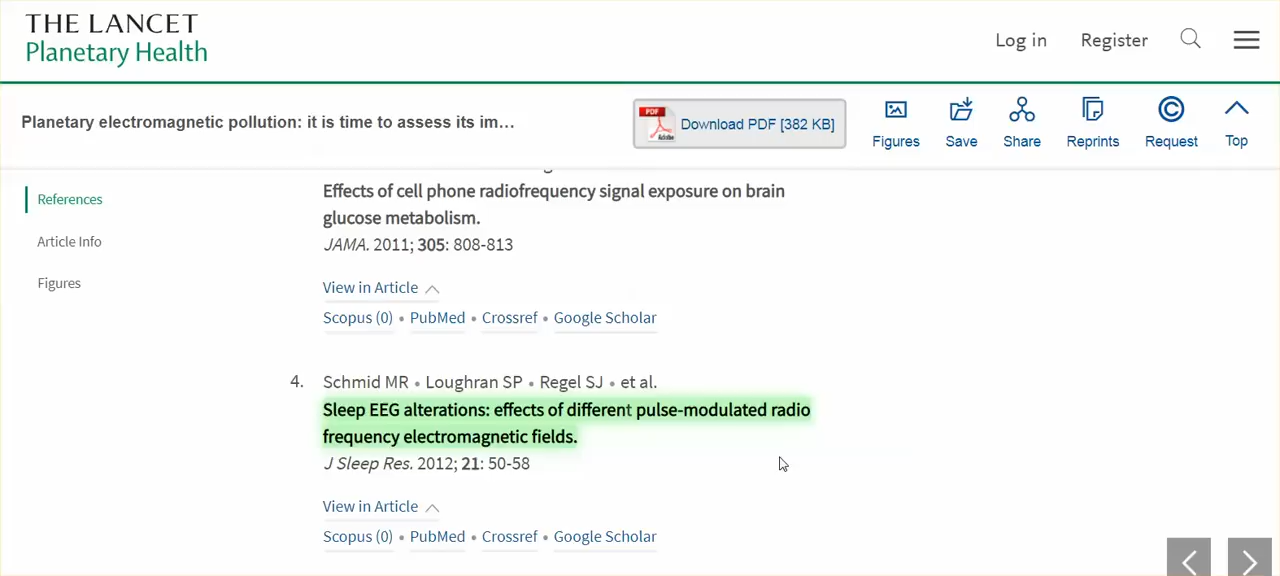 THE LANCET
Planetary Health
Log in
Register
Planetary electromagnetic pollution: it is time to assess its im...
PDF
Adobe
Download PDF [382 KB]
Figures
Save
Share
Reprints
Request
Top
References
Article Info
Figures
Effects of cell phone radiofrequency signal exposure on brain
glucose metabolism.
JAMA. 2011; 305: 808-813
View in Article
Scopus (0) • PubMed • Crossref • Google Scholar
4. Schmid MR • Loughran SP • Regel SJ • et al.
Sleep EEG alterations: effects of different pulse-modulated radio
frequency electromagnetic fields.
J Sleep Res. 2012; 21: 50-58
View in Article
Scopus (0) • PubMed • Crossref • Google Scholar